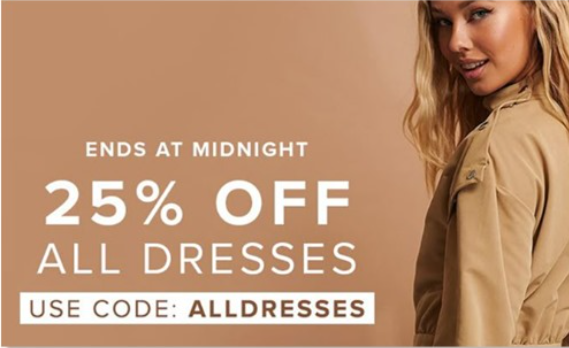 ENDS AT MIDNIGHT
25% OFF
ALL DRESSES
USE CODE: ALLDRESSES